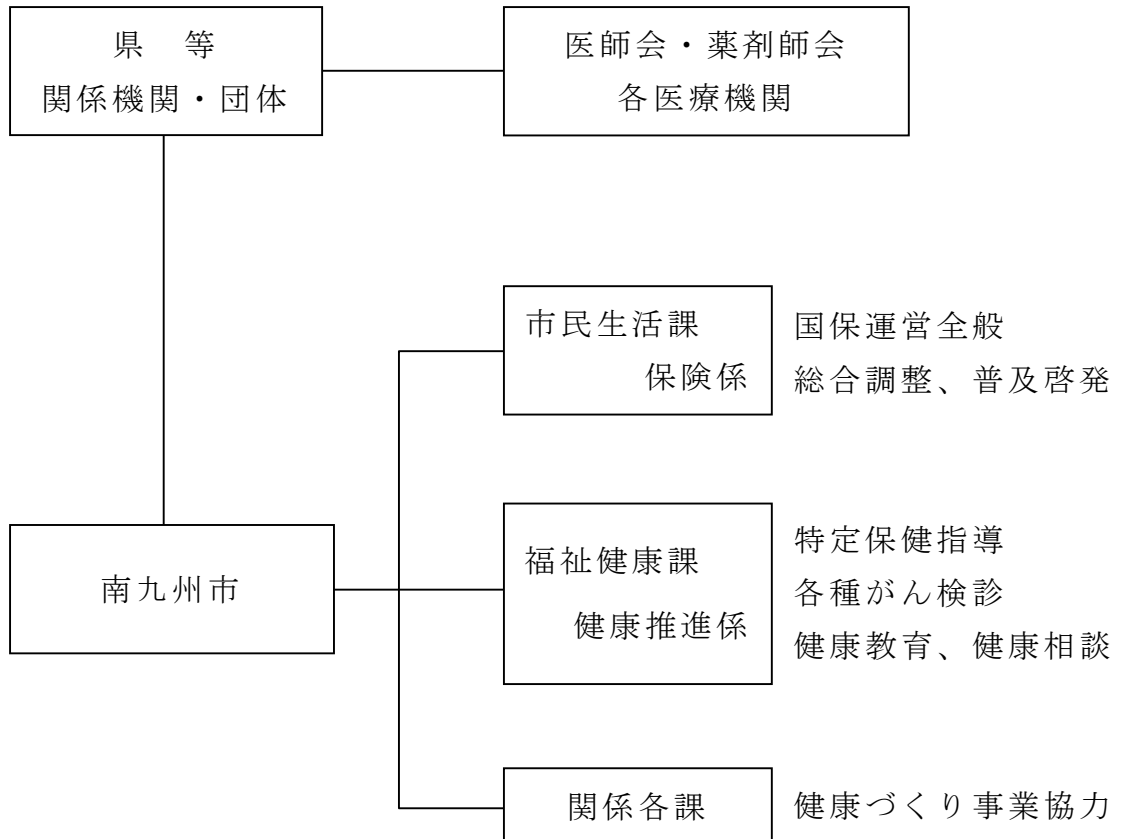 県　等
関係機関・団体
医師会・薬剤師会
各医療機関
市民生活課
保険係
国保運営全般
総合調整、普及啓発
南九州市
福祉健康課
健康推進係
特定保健指導
各種がん検診
健康教育、健康相談
関係各課
健康づくり事業協力